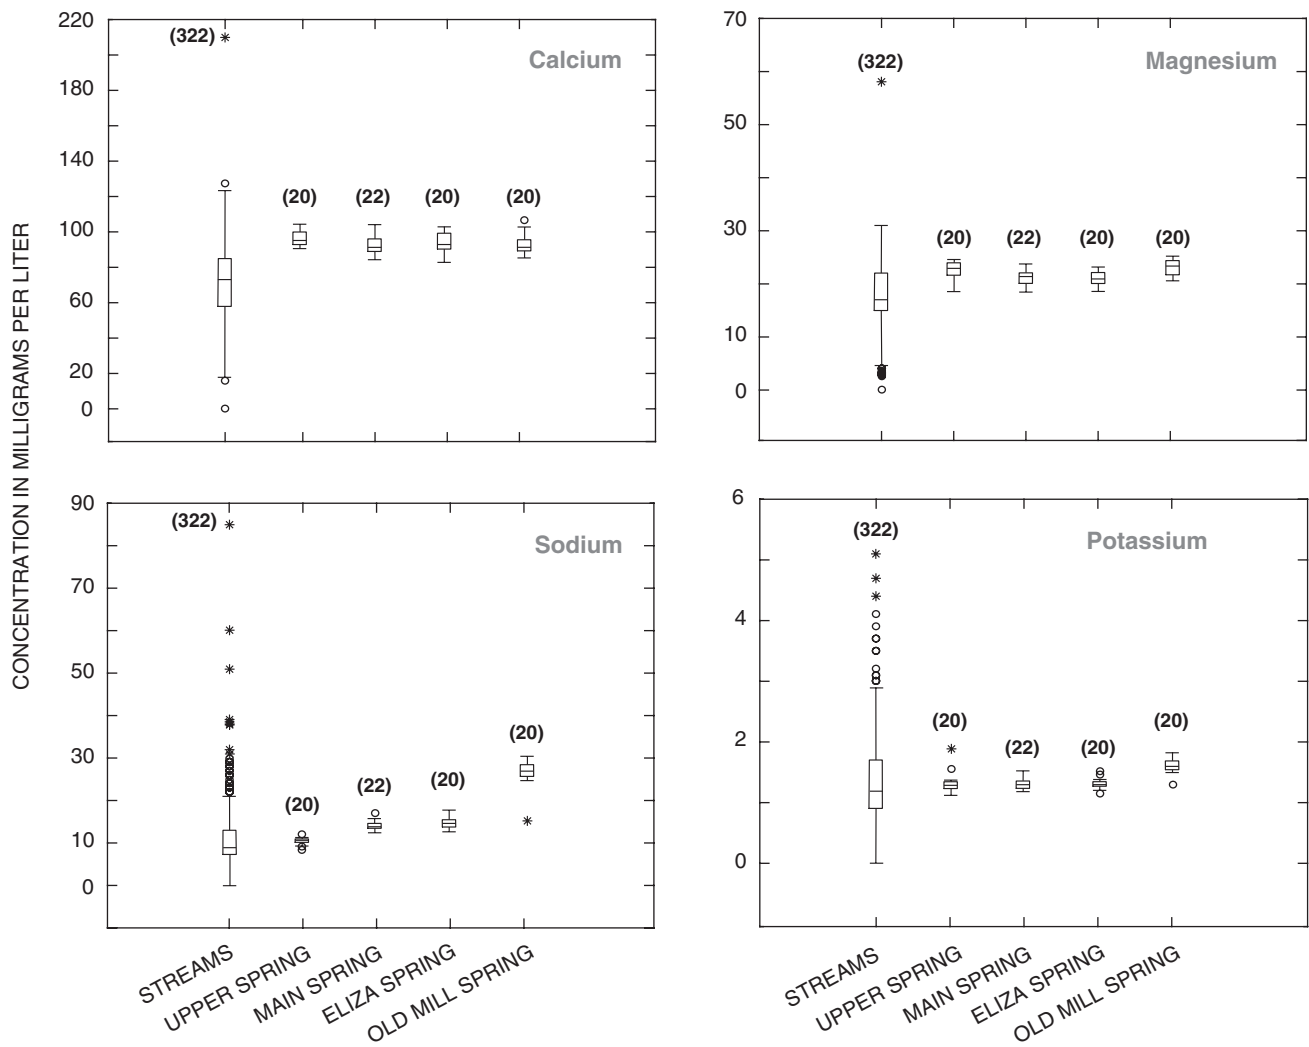 CONCENTRATION IN MILLIGRAMS PER LITER
220
180
140
100
60
20
0
(322)
Calcium
(20)
(22)
(20)
(20)
70
50
30
10
0
(322)
Magnesium
(20)
(22)
(20)
(20)
90
70
50
30
10
0
(322)
Sodium
(20)
(22)
(20)
(20)
STREAMS
UPPER SPRING
MAIN SPRING
ELIZA SPRING
OLD MILL SPRING
6
4
2
0
(322)
Potassium
(20)
(22)
(20)
(20)
STREAMS
UPPER SPRING
MAIN SPRING
ELIZA SPRING
OLD MILL SPRING